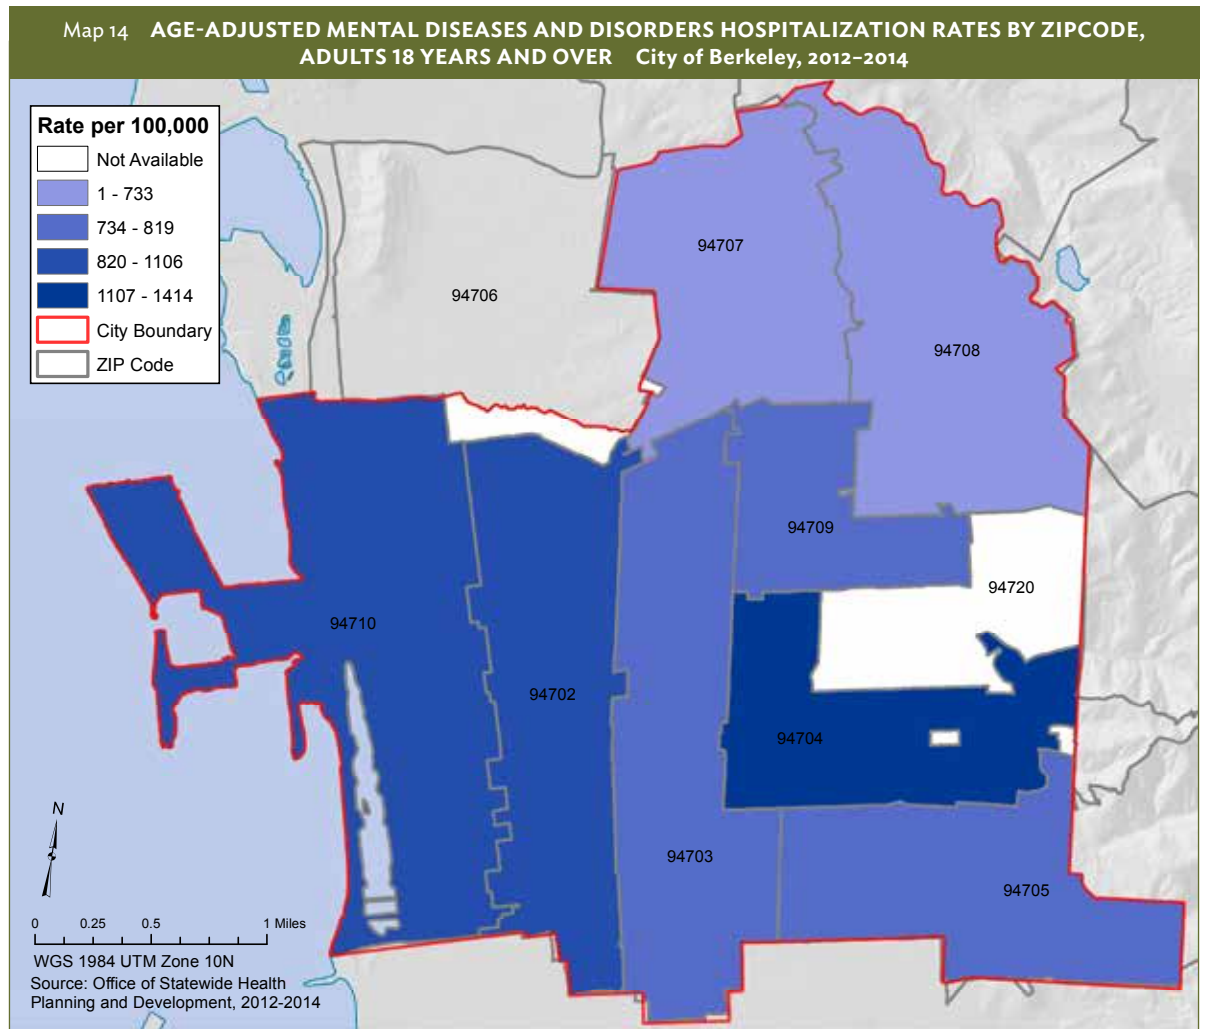 Map 14 AGE-ADJUSTED MENTAL DISEASES AND DISORDERS HOSPITALIZATION RATES BY ZIPCODE,
ADULTS 18 YEARS AND OVER City of Berkeley, 2012–2014
Rate per 100,000
Not Available
1 - 733
734 - 819
820 - 1106
1107 - 1414
City Boundary
ZIP Code
94707
94706
94708
94709
94720
94710
94702
94704
94703
94705
N
0 0.25 0.5 1 Miles
WGS 1984 UTM Zone 10N
Source: Office of Statewide Health
Planning and Development, 2012-2014